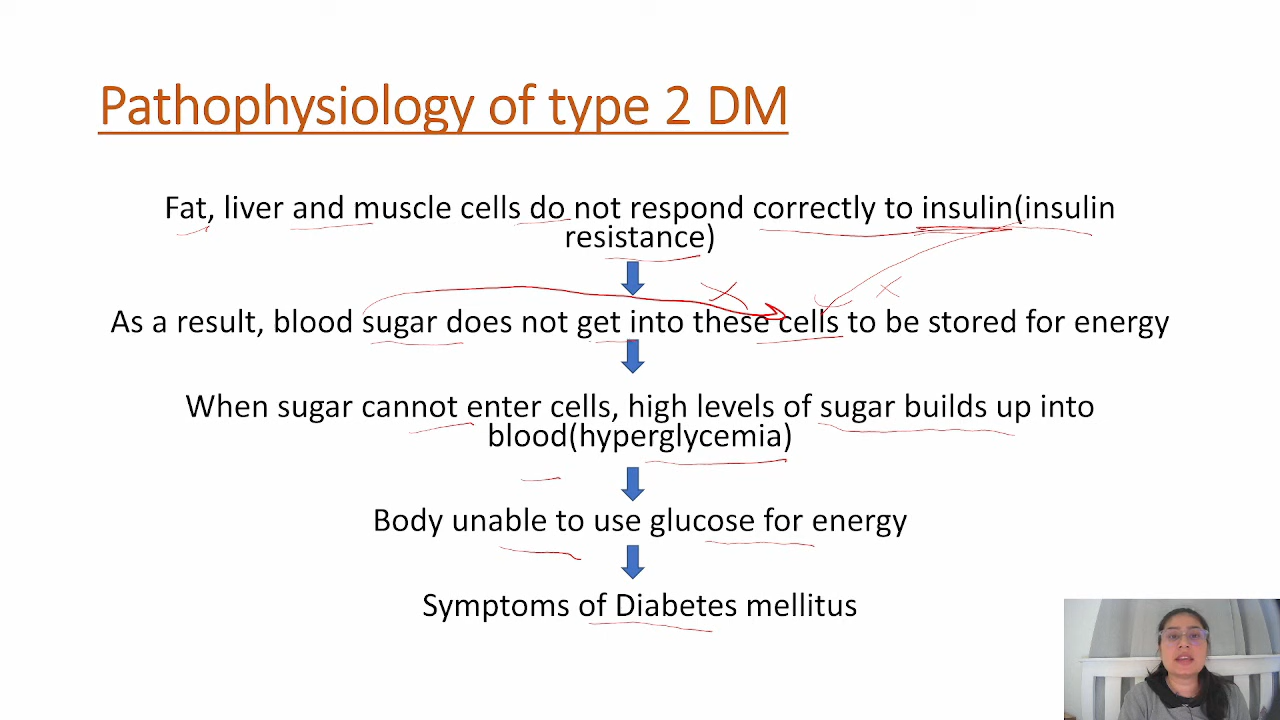 Pathophysiology of type 2 DM
Fat, liver and muscle cells do not respond correctly to insulin(insulin
resistance)
As a result, blood sugar does not get into these cells to be stored for energy
When sugar cannot enter cells, high levels of sugar builds up into
blood(hyperglycemia)
Body unable to use glucose for energy
Symptoms of Diabetes mellitus